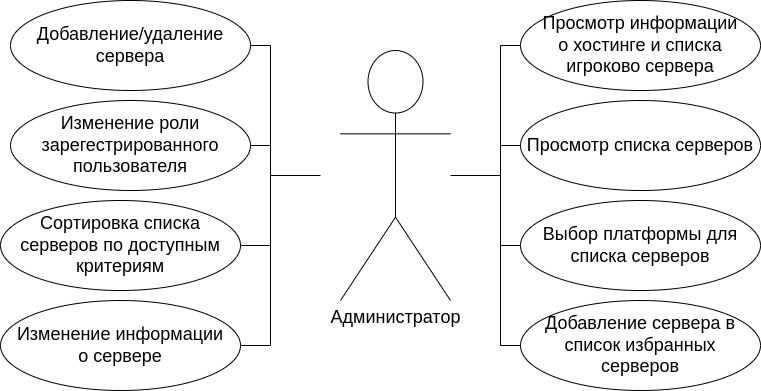 Добавление/удаление
сервера
Изменение роли
зарегестрированного
пользователя
Сортировка списка
серверов по доступным
критериям
Изменение информации
о сервере
Администратор
Просмотр информации
о хостинге и списка
игроково сервера
Просмотр списка серверов
Выбор платформы для
списка серверов
Добавление сервера в
список избранных
серверов